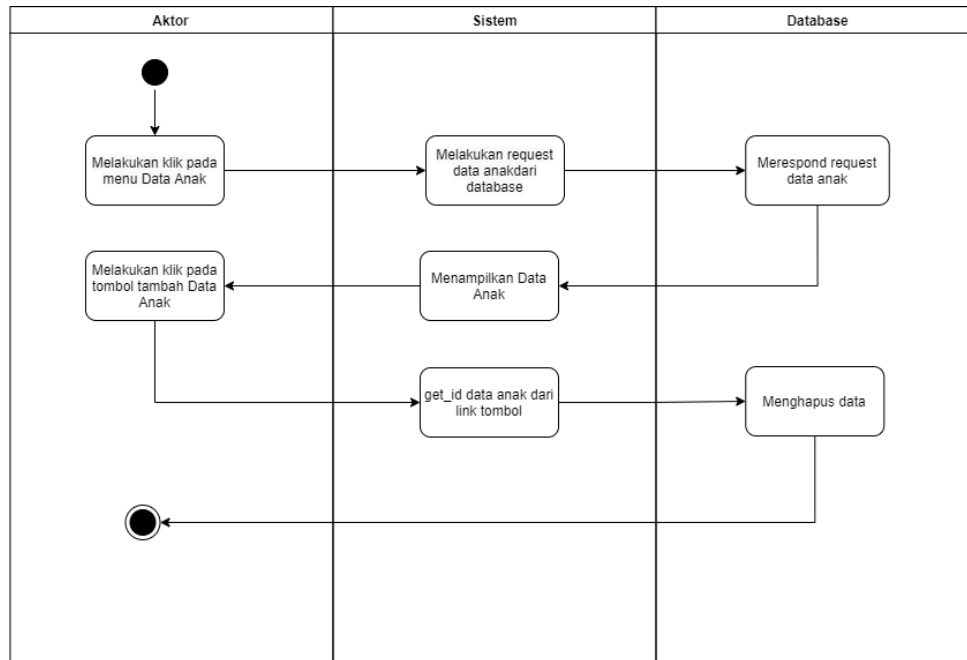 Aktor
Sistem
Database
Melakukan klik pada
menu Data Anak
Melakukan request
data anakdari
database
Merespond request
data anak
Melakukan klik pada
tombol tambah Data
Anak
Menampilkan Data
Anak
get_id data anak dari
link tombol
Menghapus data